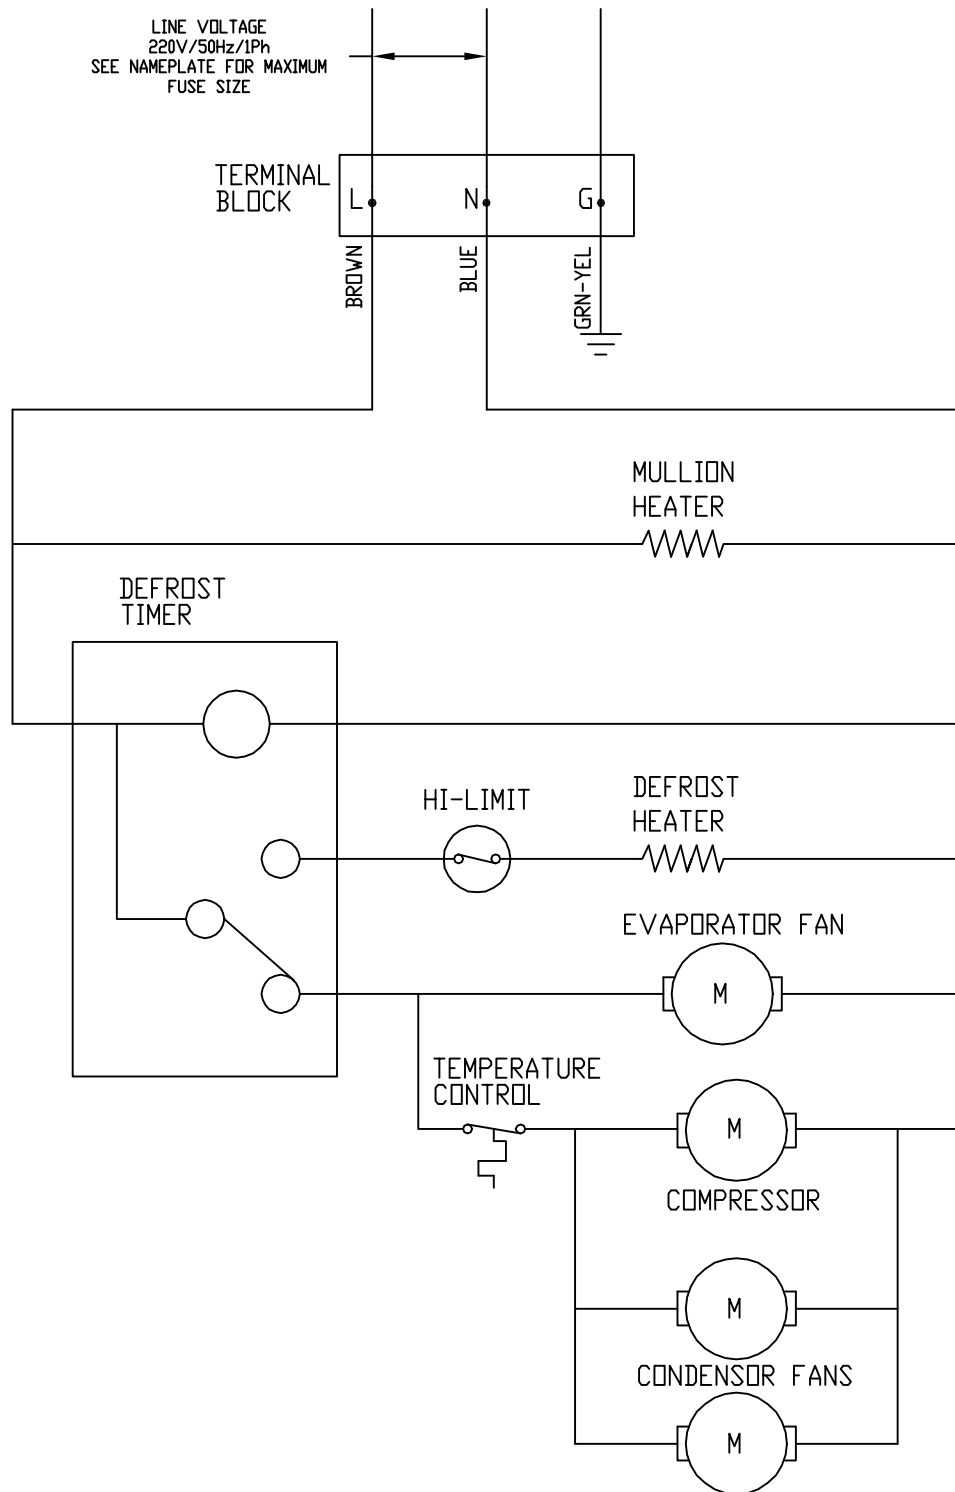 LINE VOLTAGE
220V/50Hz/1Ph
SEE NAMEPLATE FOR MAXIMUM
FUSE SIZE
TERMINAL
BLOCK
L
N
G
BROWN
BLUE
GRN-YEL
MULLION
HEATER
DEFROST
TIMER
HI-LIMIT
DEFROST
HEATER
EVAPORATOR FAN
M
TEMPERATURE
CONTROL
M
COMPRESSOR
M
CONDENSOR FANS
M